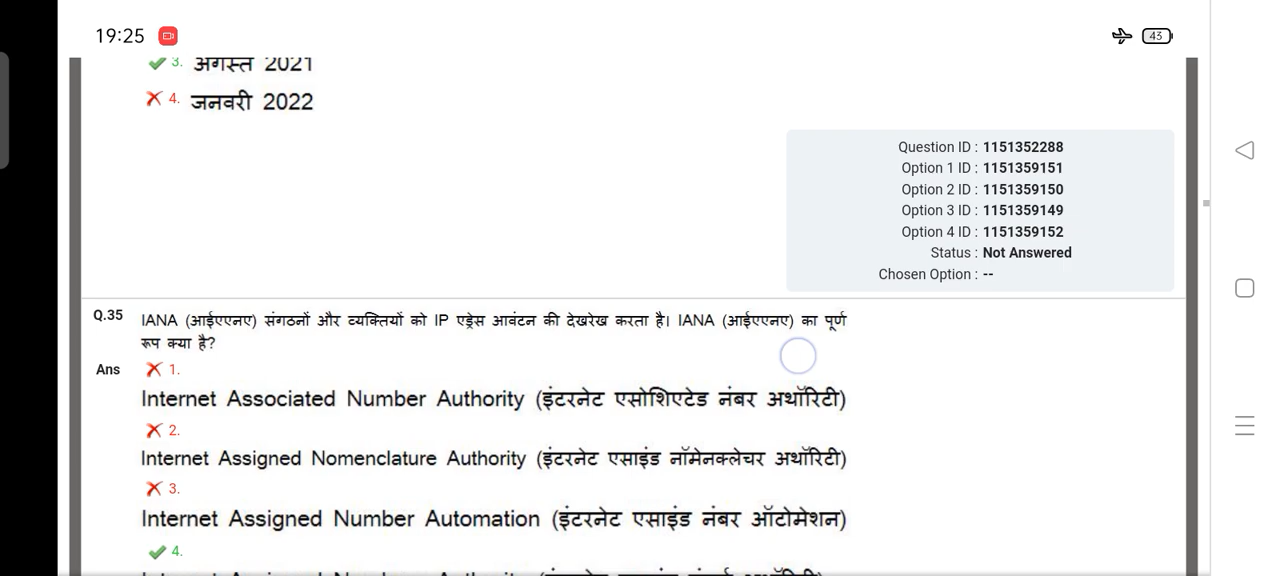 19:25
43
3. अगस्त 2021
4. जनवरी 2022
Question ID : 1151352288
Option 1 ID : 1151359151
Option 2 ID : 1151359150
Option 3 ID : 1151359149
Option 4 ID : 1151359152
Status : Not Answered
Chosen Option : --
Q.35 IANA (आईएएनए) संगठनों और व्यक्तियों को IP एड्रेस आवंटन की देखरेख करता है। IANA (आईएएनए) का पूर्ण
रूप क्या है?
Ans 1.
Internet Associated Number Authority (इंटरनेट एसोशिएटेड नंबर अथॉरिटी)
2.
Internet Assigned Nomenclature Authority (इंटरनेट एसाइंड नॉमेनक्लेचर अथॉरिटी)
3.
Internet Assigned Number Automation (इंटरनेट एसाइंड नंबर ऑटोमेशन)
4.